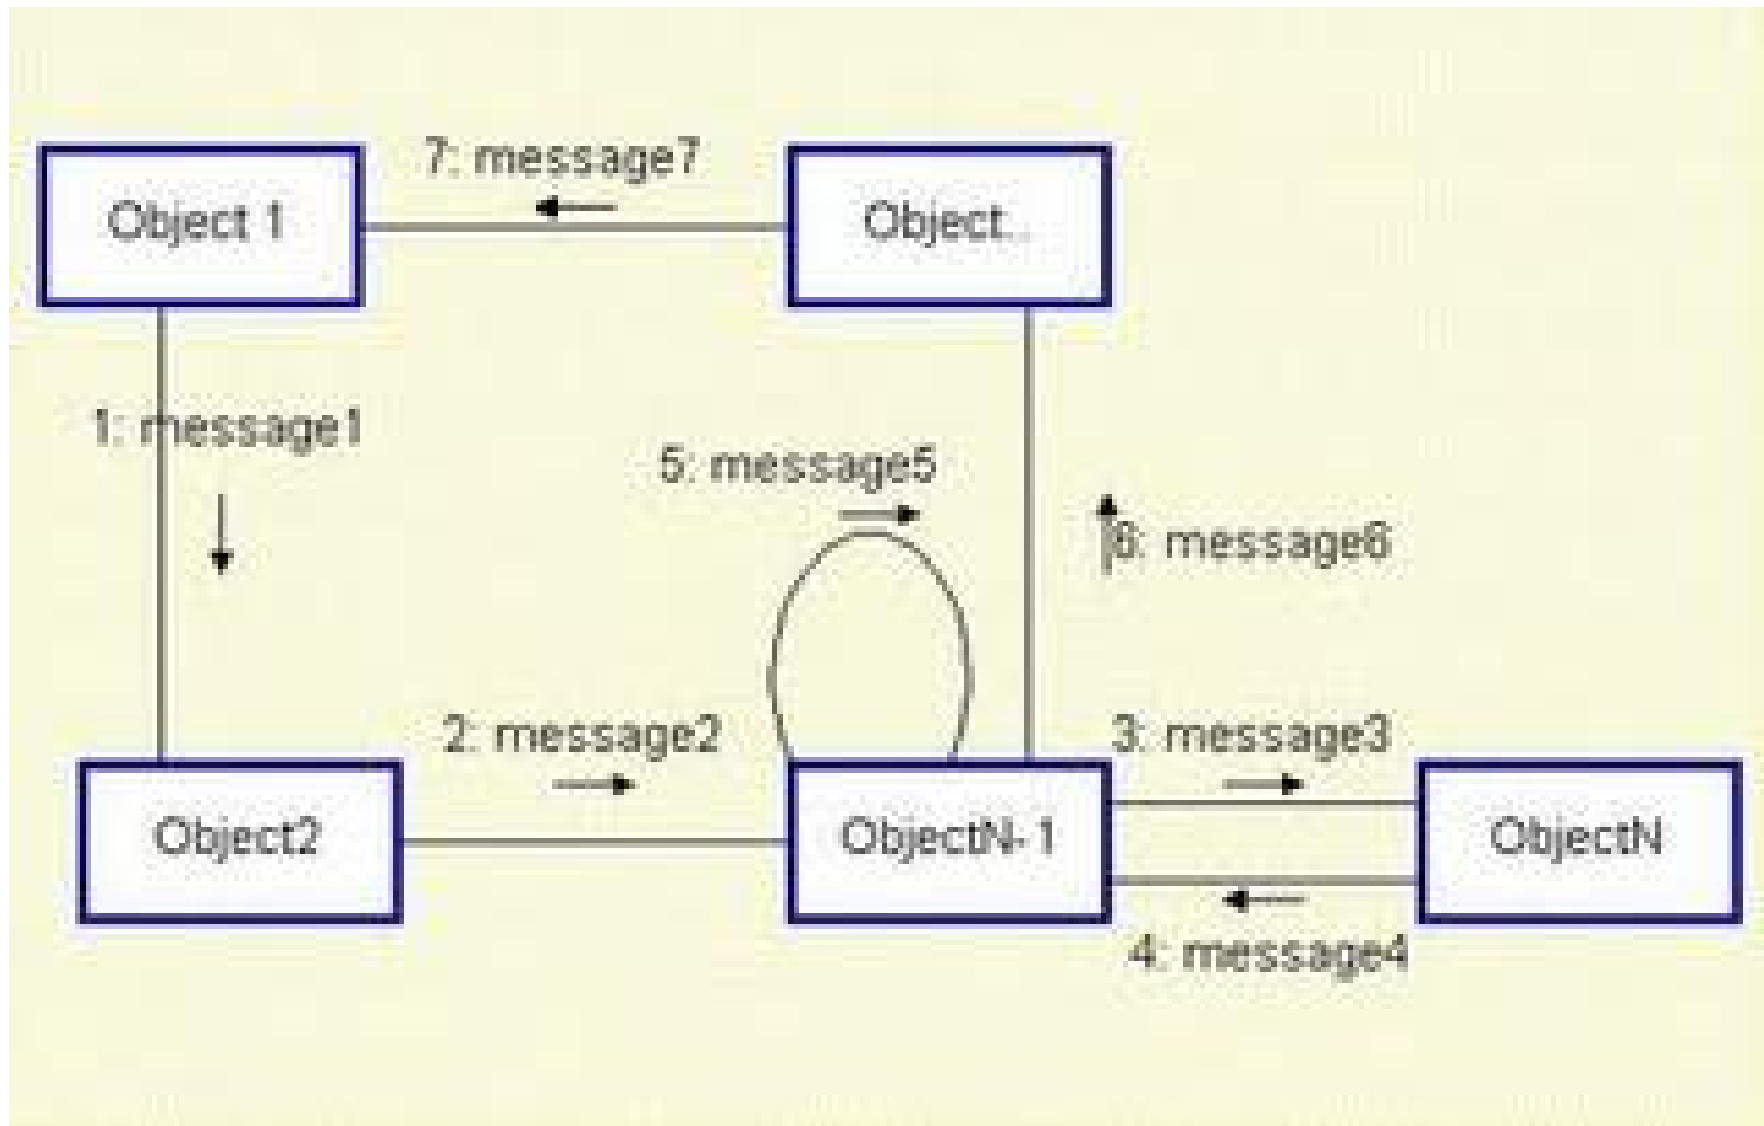 7: message7
Object 1
Object..
1: message1
5: message5
6: message6
2: message2
3: message3
Object2
ObjectN-1
ObjectN
4: message4